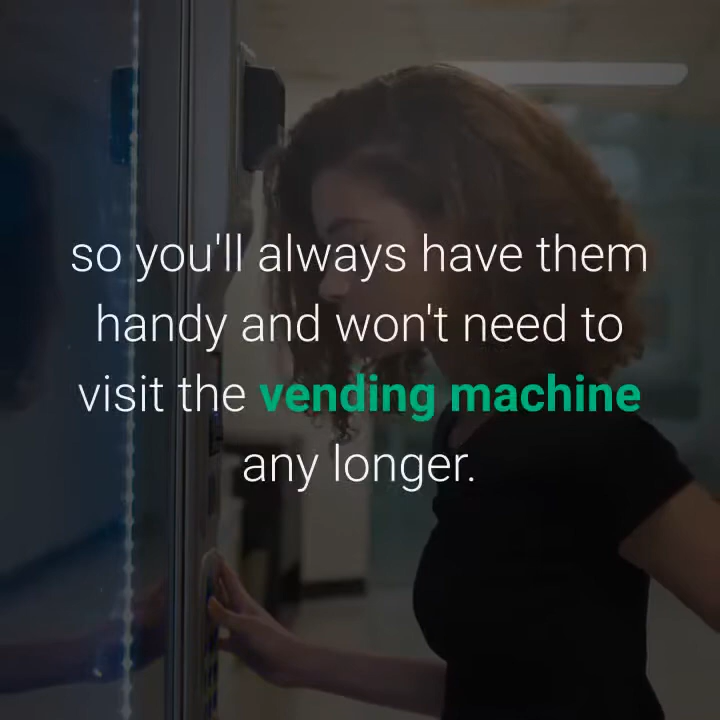 so you'll always have them
handy and won't need to
visit the vending machine
any longer.